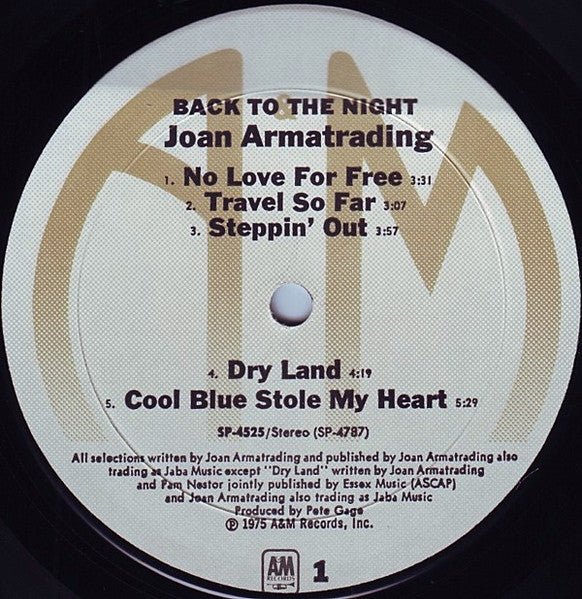 A&M
BACK TO THE NIGHT
Joan Armatrading
1. No Love For Free 3:31
2. Travel So Far 3:07
3. Steppin' Out 3:57
4. Dry Land 4:19
5. Cool Blue Stole My Heart 5:29
SP-4525/Stereo (SP-4787)
All selections written by Joan Armatrading and published by Joan Armatrading also
trading as Jaba Music except "Dry Land" written by Joan Armatrading
and Pam Nestor jointly published by Essex Music (ASCAP)
and Joan Armatrading also trading as Jaba Music
Produced by Pete Gage
℗ 1975 A&M Records, Inc.
A&M
RECORDS
1